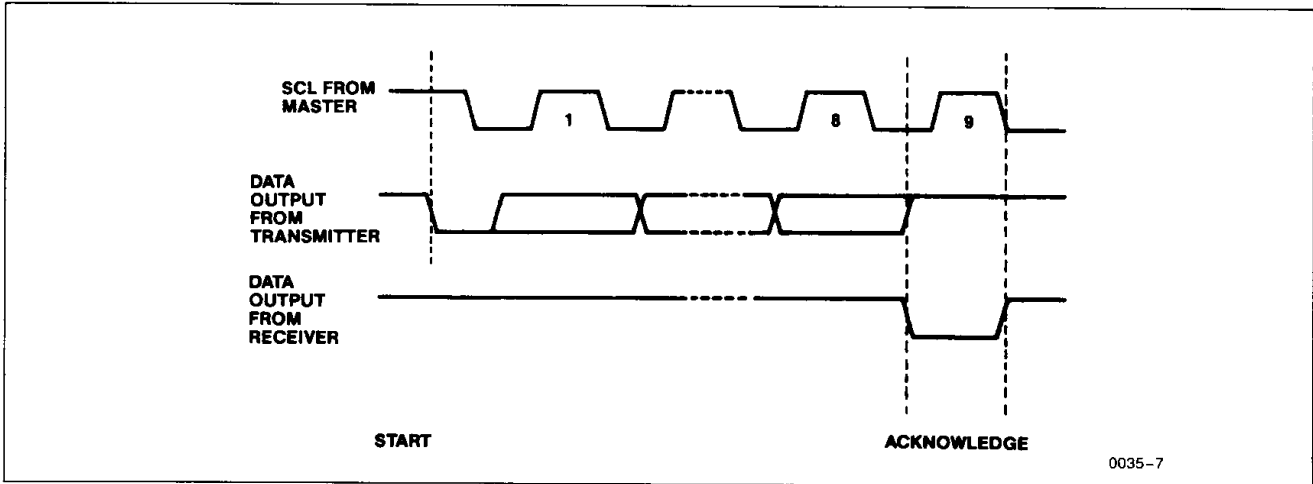 SCL FROM
MASTER
1
8
9
DATA
OUTPUT
FROM
TRANSMITTER
DATA
OUTPUT
FROM
RECEIVER
START
ACKNOWLEDGE
0035-7